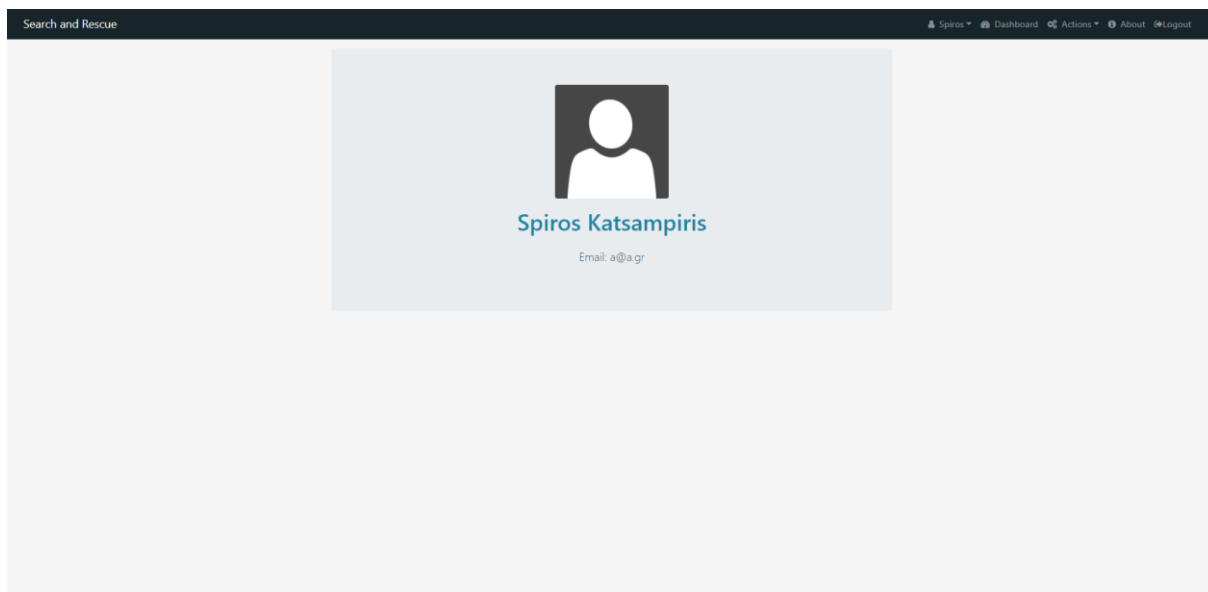 Search and Rescue
Spiros Dashboard Actions About Logout
Spiros Katsampiris
Email: a@a.gr